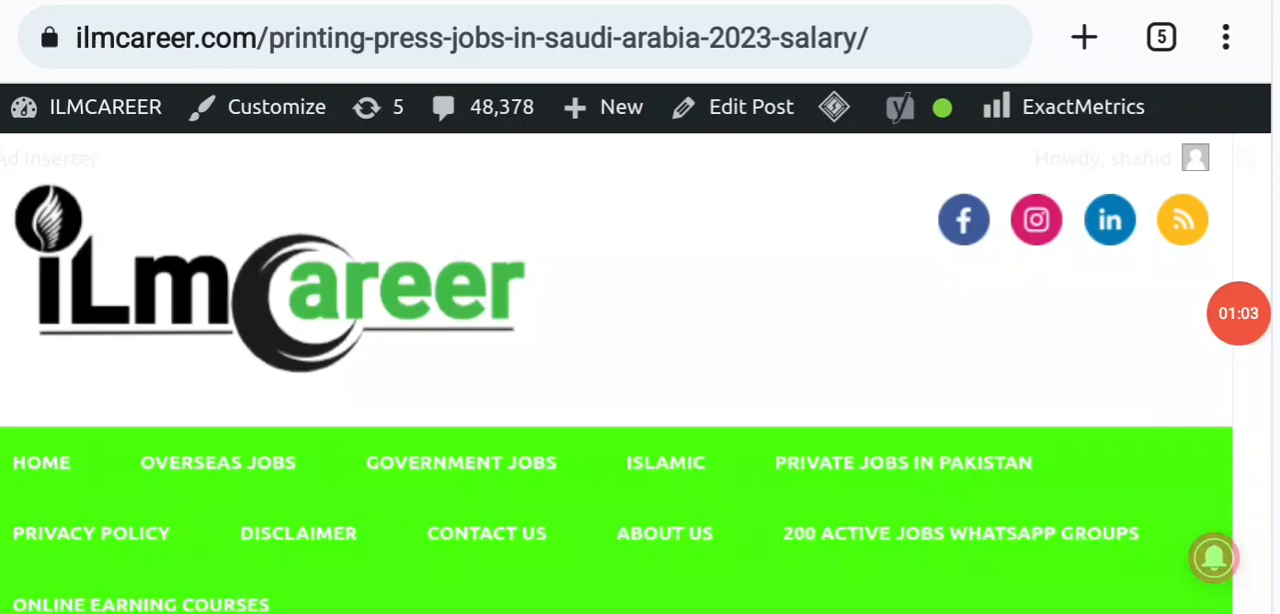 ilmcareer.com/printing-press-jobs-in-saudi-arabia-2023-salary/ 5
ILMCAREER Customize 5 48,378 New Edit Post ExactMetrics
Ad Inserter Howdy, shahid
iLmCareer
f in
01:03
HOME OVERSEAS JOBS GOVERNMENT JOBS ISLAMIC PRIVATE JOBS IN PAKISTAN
PRIVACY POLICY DISCLAIMER CONTACT US ABOUT US 200 ACTIVE JOBS WHATSAPP GROUPS
ONLINE EARNING COURSES